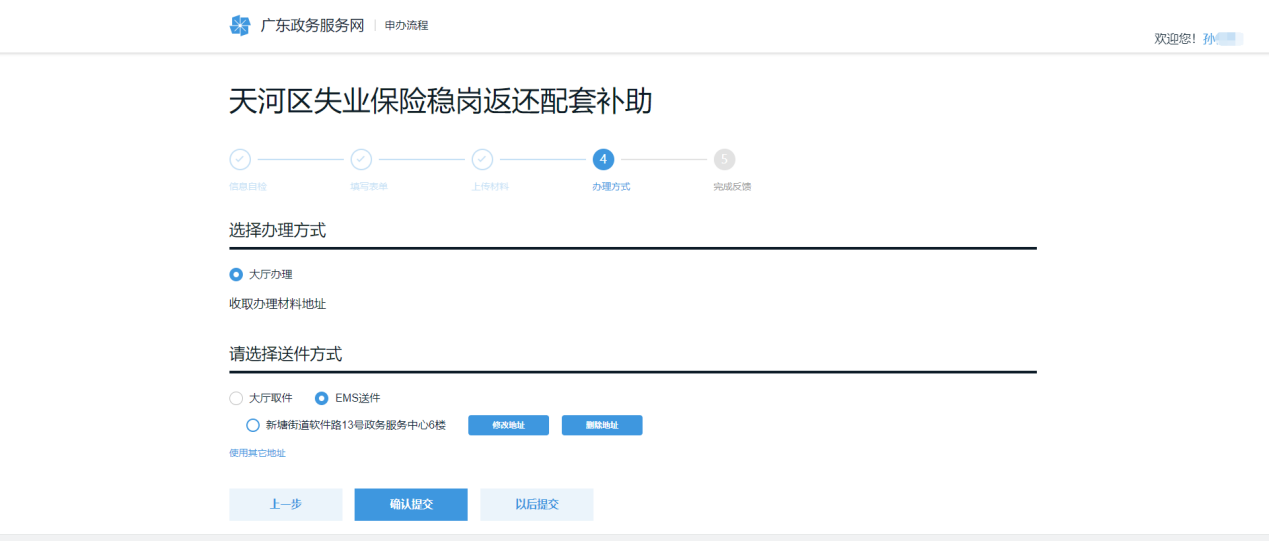 广东政务服务网 | 申办流程
欢迎您！孙
天河区失业保险稳岗返还配套补助
4 5
信息自检 填写表单 上传材料 办理方式 完成反馈
选择办理方式
大厅办理
收取办理材料地址
请选择送件方式
大厅取件 EMS送件
新塘街道软件路13号政务服务中心6楼 修改地址 删除地址
使用其它地址
上一步 确认提交 以后提交